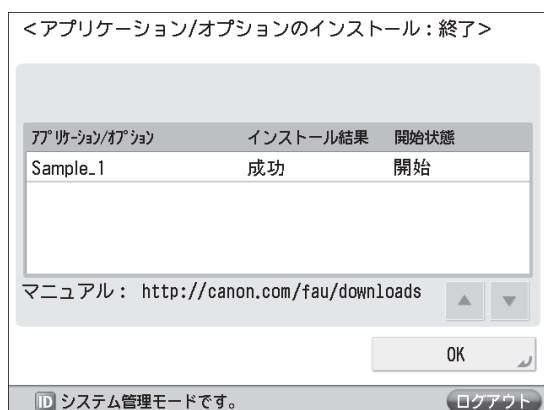 <アプリケーション/オプションのインストール：終了>
ｱﾌﾟﾘｹｰｼｮﾝ/ｵﾌﾟｼｮﾝ インストール結果 開始状態
Sample_1 成功 開始
マニュアル： http://canon.com/fau/downloads
OK
ID システム管理モードです。 ログアウト